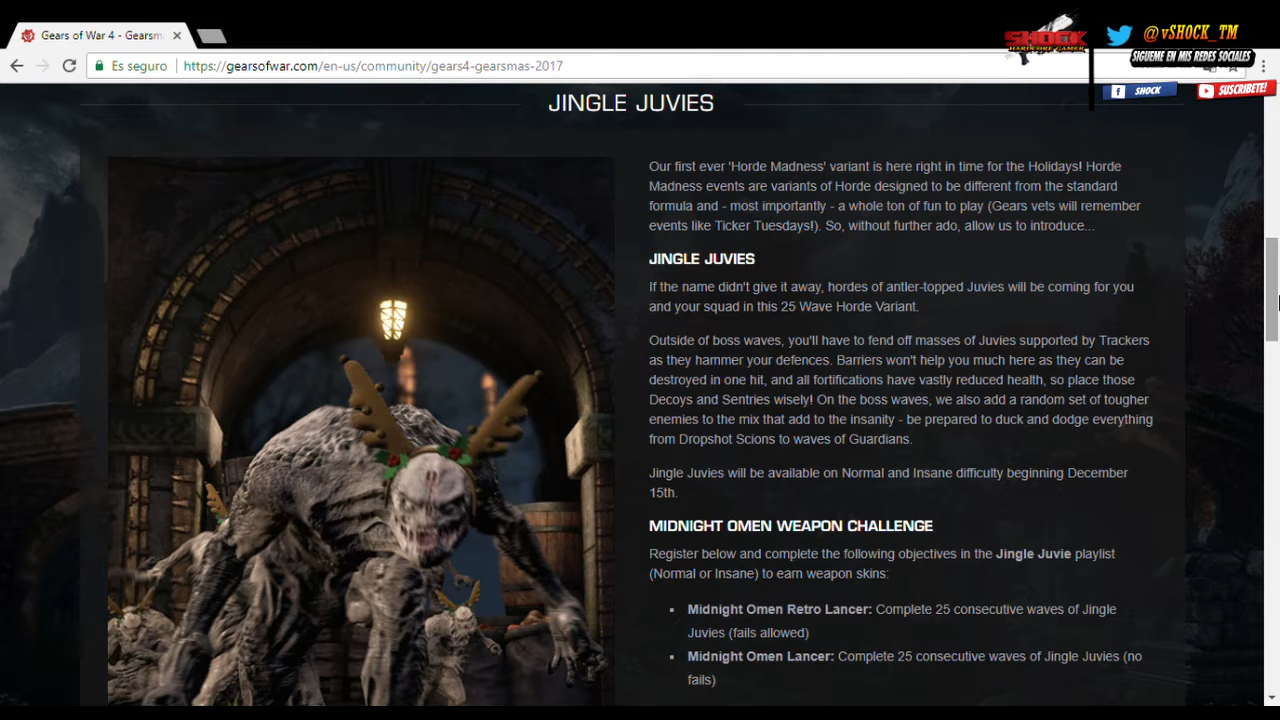 Gears of War 4 - Gearsm
SHOCK
HARDCORE GAMER
@vSHOCK_TM
SIGUEME EN MIS REDES SOCIALES
Es seguro
https://gearsofwar.com/en-us/community/gears4-gearsmas-2017
SHOCK
SUSCRIBETE!
JINGLE JUVIES
Our first ever 'Horde Madness' variant is here right in time for the Holidays! Horde
Madness events are variants of Horde designed to be different from the standard
formula and - most importantly - a whole ton of fun to play (Gears vets will remember
events like Ticker Tuesdays!). So, without further ado, allow us to introduce...
JINGLE JUVIES
If the name didn't give it away, hordes of antler-topped Juvies will be coming for you
and your squad in this 25 Wave Horde Variant.
Outside of boss waves, you'll have to fend off masses of Juvies supported by Trackers
as they hammer your defences. Barriers won't help you much here as they can be
destroyed in one hit, and all fortifications have vastly reduced health, so place those
Decoys and Sentries wisely! On the boss waves, we also add a random set of tougher
enemies to the mix that add to the insanity - be prepared to duck and dodge everything
from Dropshot Scions to waves of Guardians.
Jingle Juvies will be available on Normal and Insane difficulty beginning December
15th.
MIDNIGHT OMEN WEAPON CHALLENGE
Register below and complete the following objectives in the Jingle Juvie playlist
(Normal or Insane) to earn weapon skins:
▪ Midnight Omen Retro Lancer: Complete 25 consecutive waves of Jingle
Juvies (fails allowed)
▪ Midnight Omen Lancer: Complete 25 consecutive waves of Jingle Juvies (no
fails)